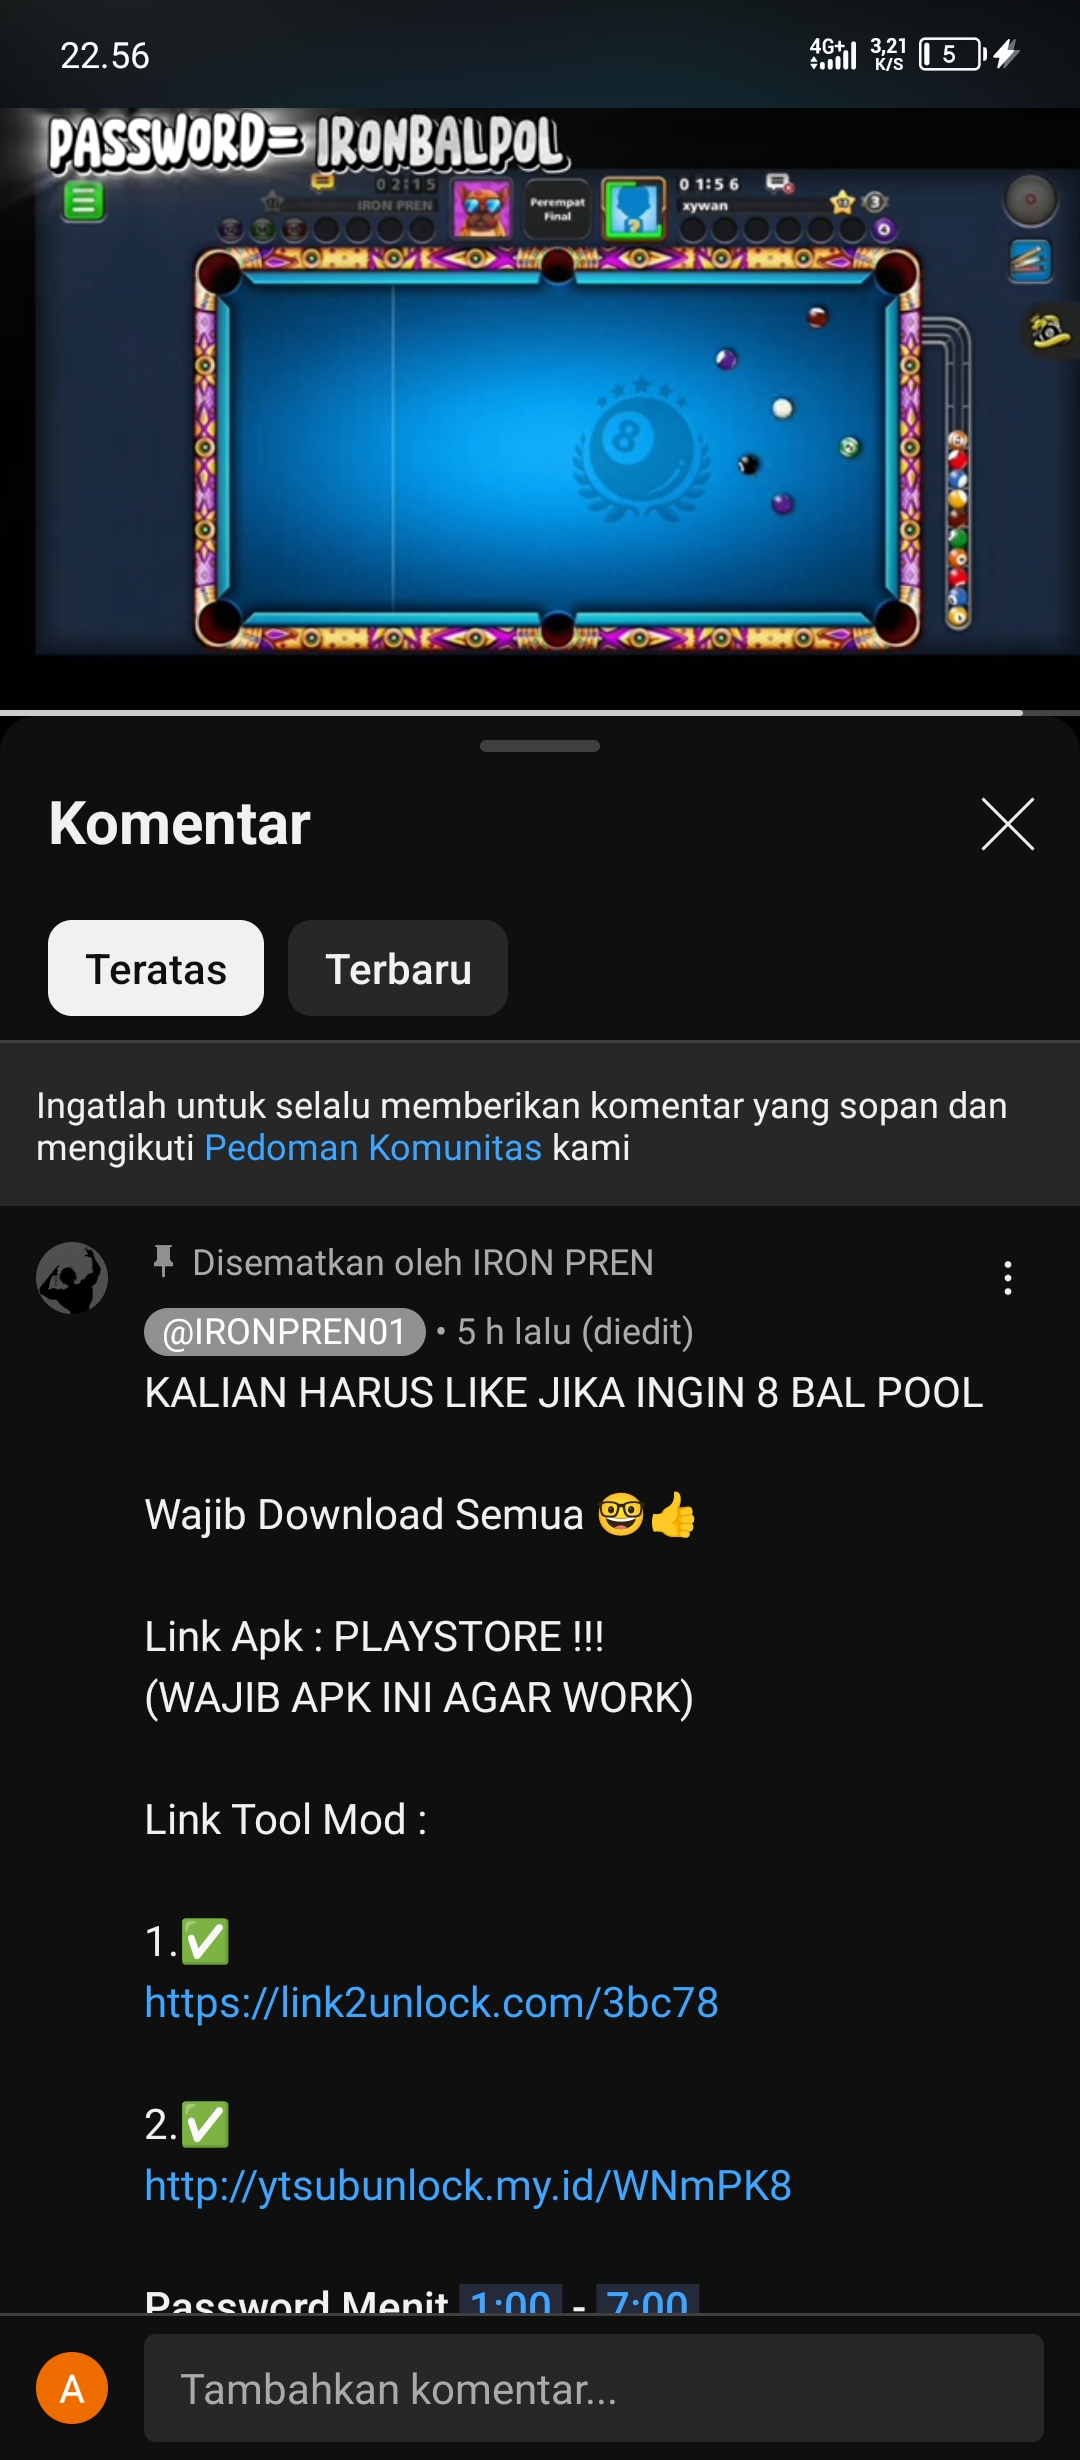 22.56
4G+
3,21
K/S
5
PASSWORD= IRONBALPOL
02:15
IRON PREN
Perempat
Final
01:56
xywan
3
8
Komentar
Teratas
Terbaru
Ingatlah untuk selalu memberikan komentar yang sopan dan
mengikuti Pedoman Komunitas kami
Disematkan oleh IRON PREN
@IRONPREN01 • 5 h lalu (diedit)
KALIAN HARUS LIKE JIKA INGIN 8 BAL POOL
Wajib Download Semua 🤓👍
Link Apk : PLAYSTORE !!!
(WAJIB APK INI AGAR WORK)
Link Tool Mod :
1.✅
https://link2unlock.com/3bc78
2.✅
http://ytsubunlock.my.id/WNmPK8
Password Menit 1:00 - 7:00
A
Tambahkan komentar...